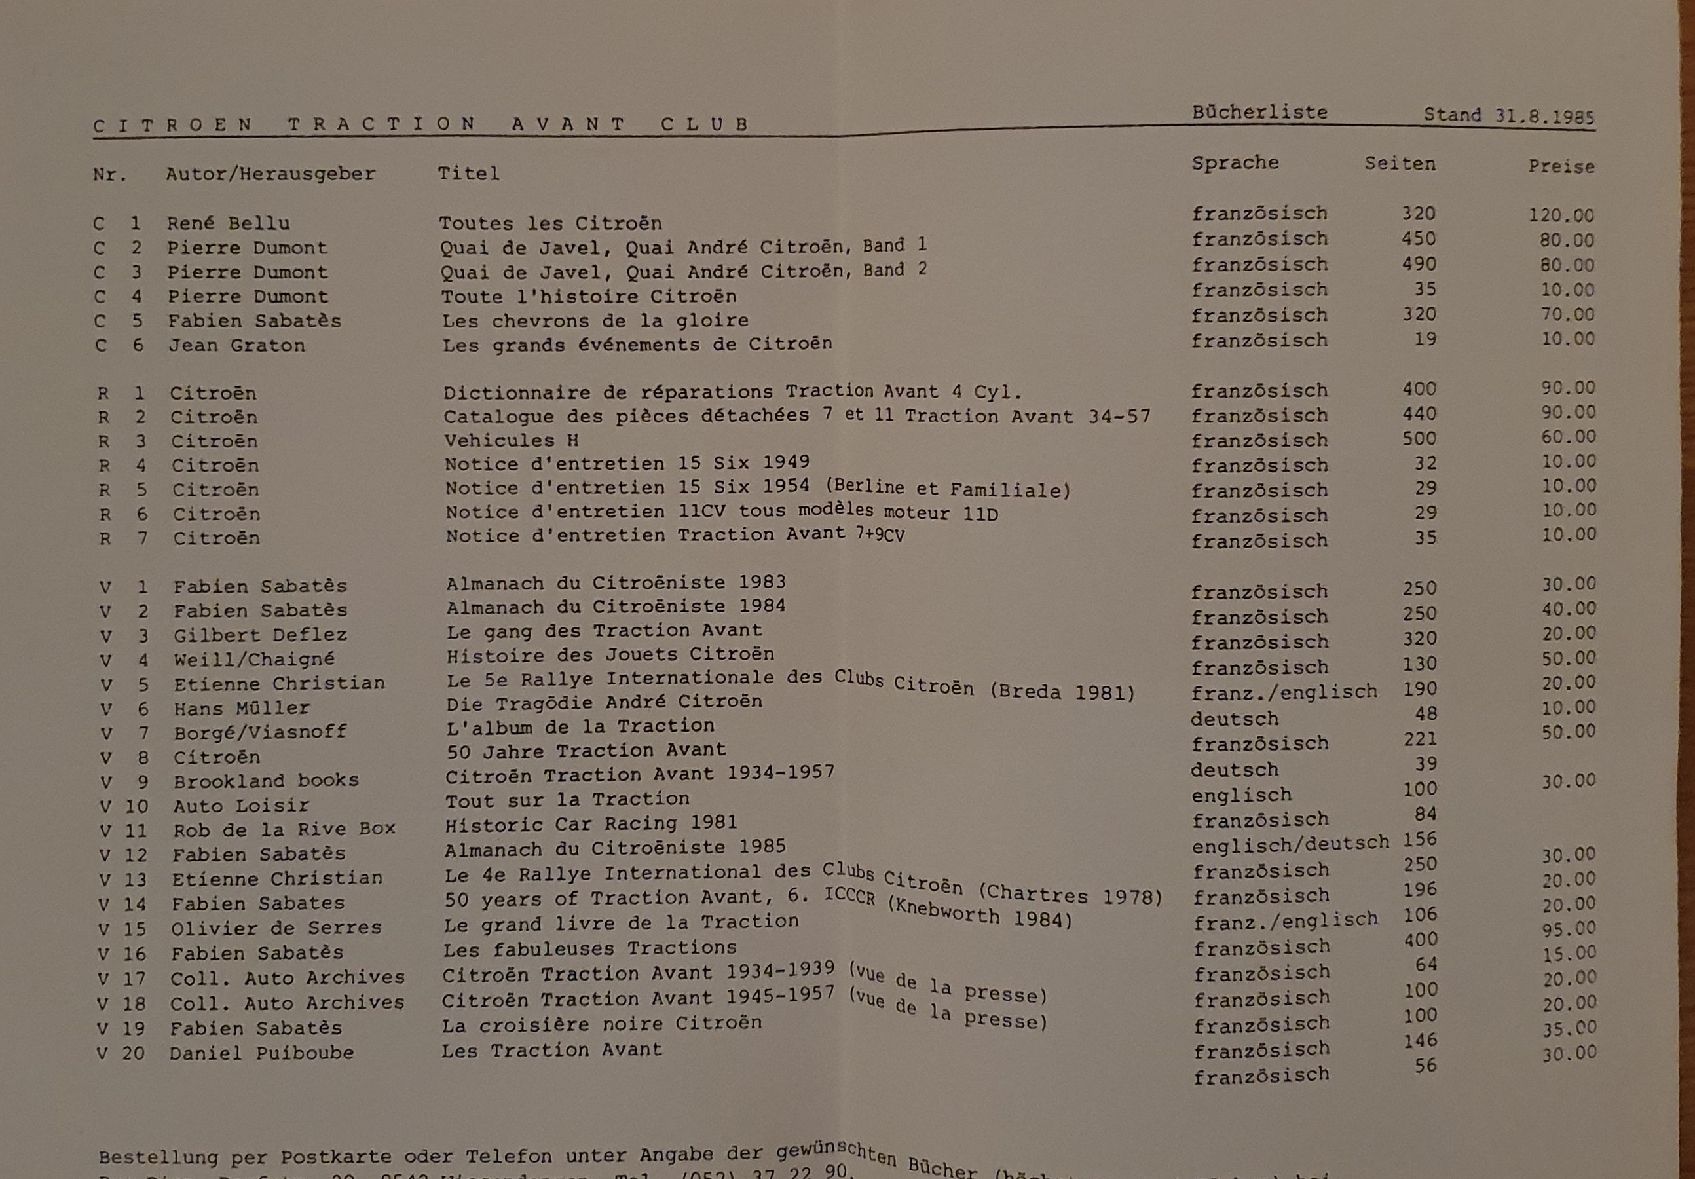 CITROEN TRACTION AVANT CLUB Bücherliste Stand 31.8.1985
Nr. Autor/Herausgeber Titel Sprache Seiten Preise
C 1 René Bellu Toutes les Citroën französisch 320 120.00
C 2 Pierre Dumont Quai de Javel, Quai André Citroën, Band 1 französisch 450 80.00
C 3 Pierre Dumont Quai de Javel, Quai André Citroën, Band 2 französisch 490 80.00
C 4 Pierre Dumont Toute l'histoire Citroën französisch 35 10.00
C 5 Fabien Sabatès Les chevrons de la gloire französisch 320 70.00
C 6 Jean Graton Les grands événements de Citroën französisch 19 10.00
R 1 Citroën Dictionnaire de réparations Traction Avant 4 Cyl. französisch 400 90.00
R 2 Citroën Catalogue des pièces détachées 7 et 11 Traction Avant 34-57 französisch 440 90.00
R 3 Citroën Vehicules H französisch 500 60.00
R 4 Citroën Notice d'entretien 15 Six 1949 französisch 32 10.00
R 5 Citroën Notice d'entretien 15 Six 1954 (Berline et Familiale) französisch 29 10.00
R 6 Citroën Notice d'entretien 11CV tous modèles moteur 11D französisch 29 10.00
R 7 Citroën Notice d'entretien Traction Avant 7+9CV französisch 35 10.00
V 1 Fabien Sabatès Almanach du Citroëniste 1983 französisch 250 30.00
V 2 Fabien Sabatès Almanach du Citroëniste 1984 französisch 250 40.00
V 3 Gilbert Deflez Le gang des Traction Avant französisch 320 20.00
V 4 Weill/Chaigné Histoire des Jouets Citroën französisch 130 50.00
V 5 Etienne Christian Le 5e Rallye Internationale des Clubs Citroën (Breda 1981) franz./englisch 190 20.00
V 6 Hans Müller Die Tragödie André Citroën deutsch 48 10.00
V 7 Borgé/Viasnoff L'album de la Traction französisch 221 50.00
V 8 Citroën 50 Jahre Traction Avant deutsch 39
V 9 Brookland books Citroën Traction Avant 1934-1957 englisch 100 30.00
V 10 Auto Loisir Tout sur la Traction französisch 84
V 11 Rob de la Rive Box Historic Car Racing 1981 englisch/deutsch 156
V 12 Fabien Sabatès Almanach du Citroëniste 1985 französisch 250 30.00
V 13 Etienne Christian Le 4e Rallye International des Clubs Citroën (Chartres 1978) französisch 196 20.00
V 14 Fabien Sabates 50 years of Traction Avant, 6. ICCCR (Knebworth 1984) franz./englisch 106 20.00
V 15 Olivier de Serres Le grand livre de la Traction französisch 400 95.00
V 16 Fabien Sabatès Les fabuleuses Tractions französisch 64 15.00
V 17 Coll. Auto Archives Citroën Traction Avant 1934-1939 (vue de la presse) französisch 100 20.00
V 18 Coll. Auto Archives Citroën Traction Avant 1945-1957 (vue de la presse) französisch 100 20.00
V 19 Fabien Sabatès La croisière noire Citroën französisch 146 35.00
V 20 Daniel Puiboube Les Traction Avant französisch 56 30.00
Bestellung per Postkarte oder Telefon unter Angabe der gewünschten Bücher
Tel. (052) 37 22 90.